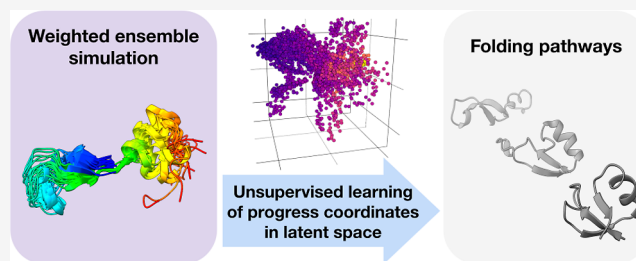 Weighted ensemble
simulation
Unsupervised learning
of progress coordinates
in latent space
Folding pathways